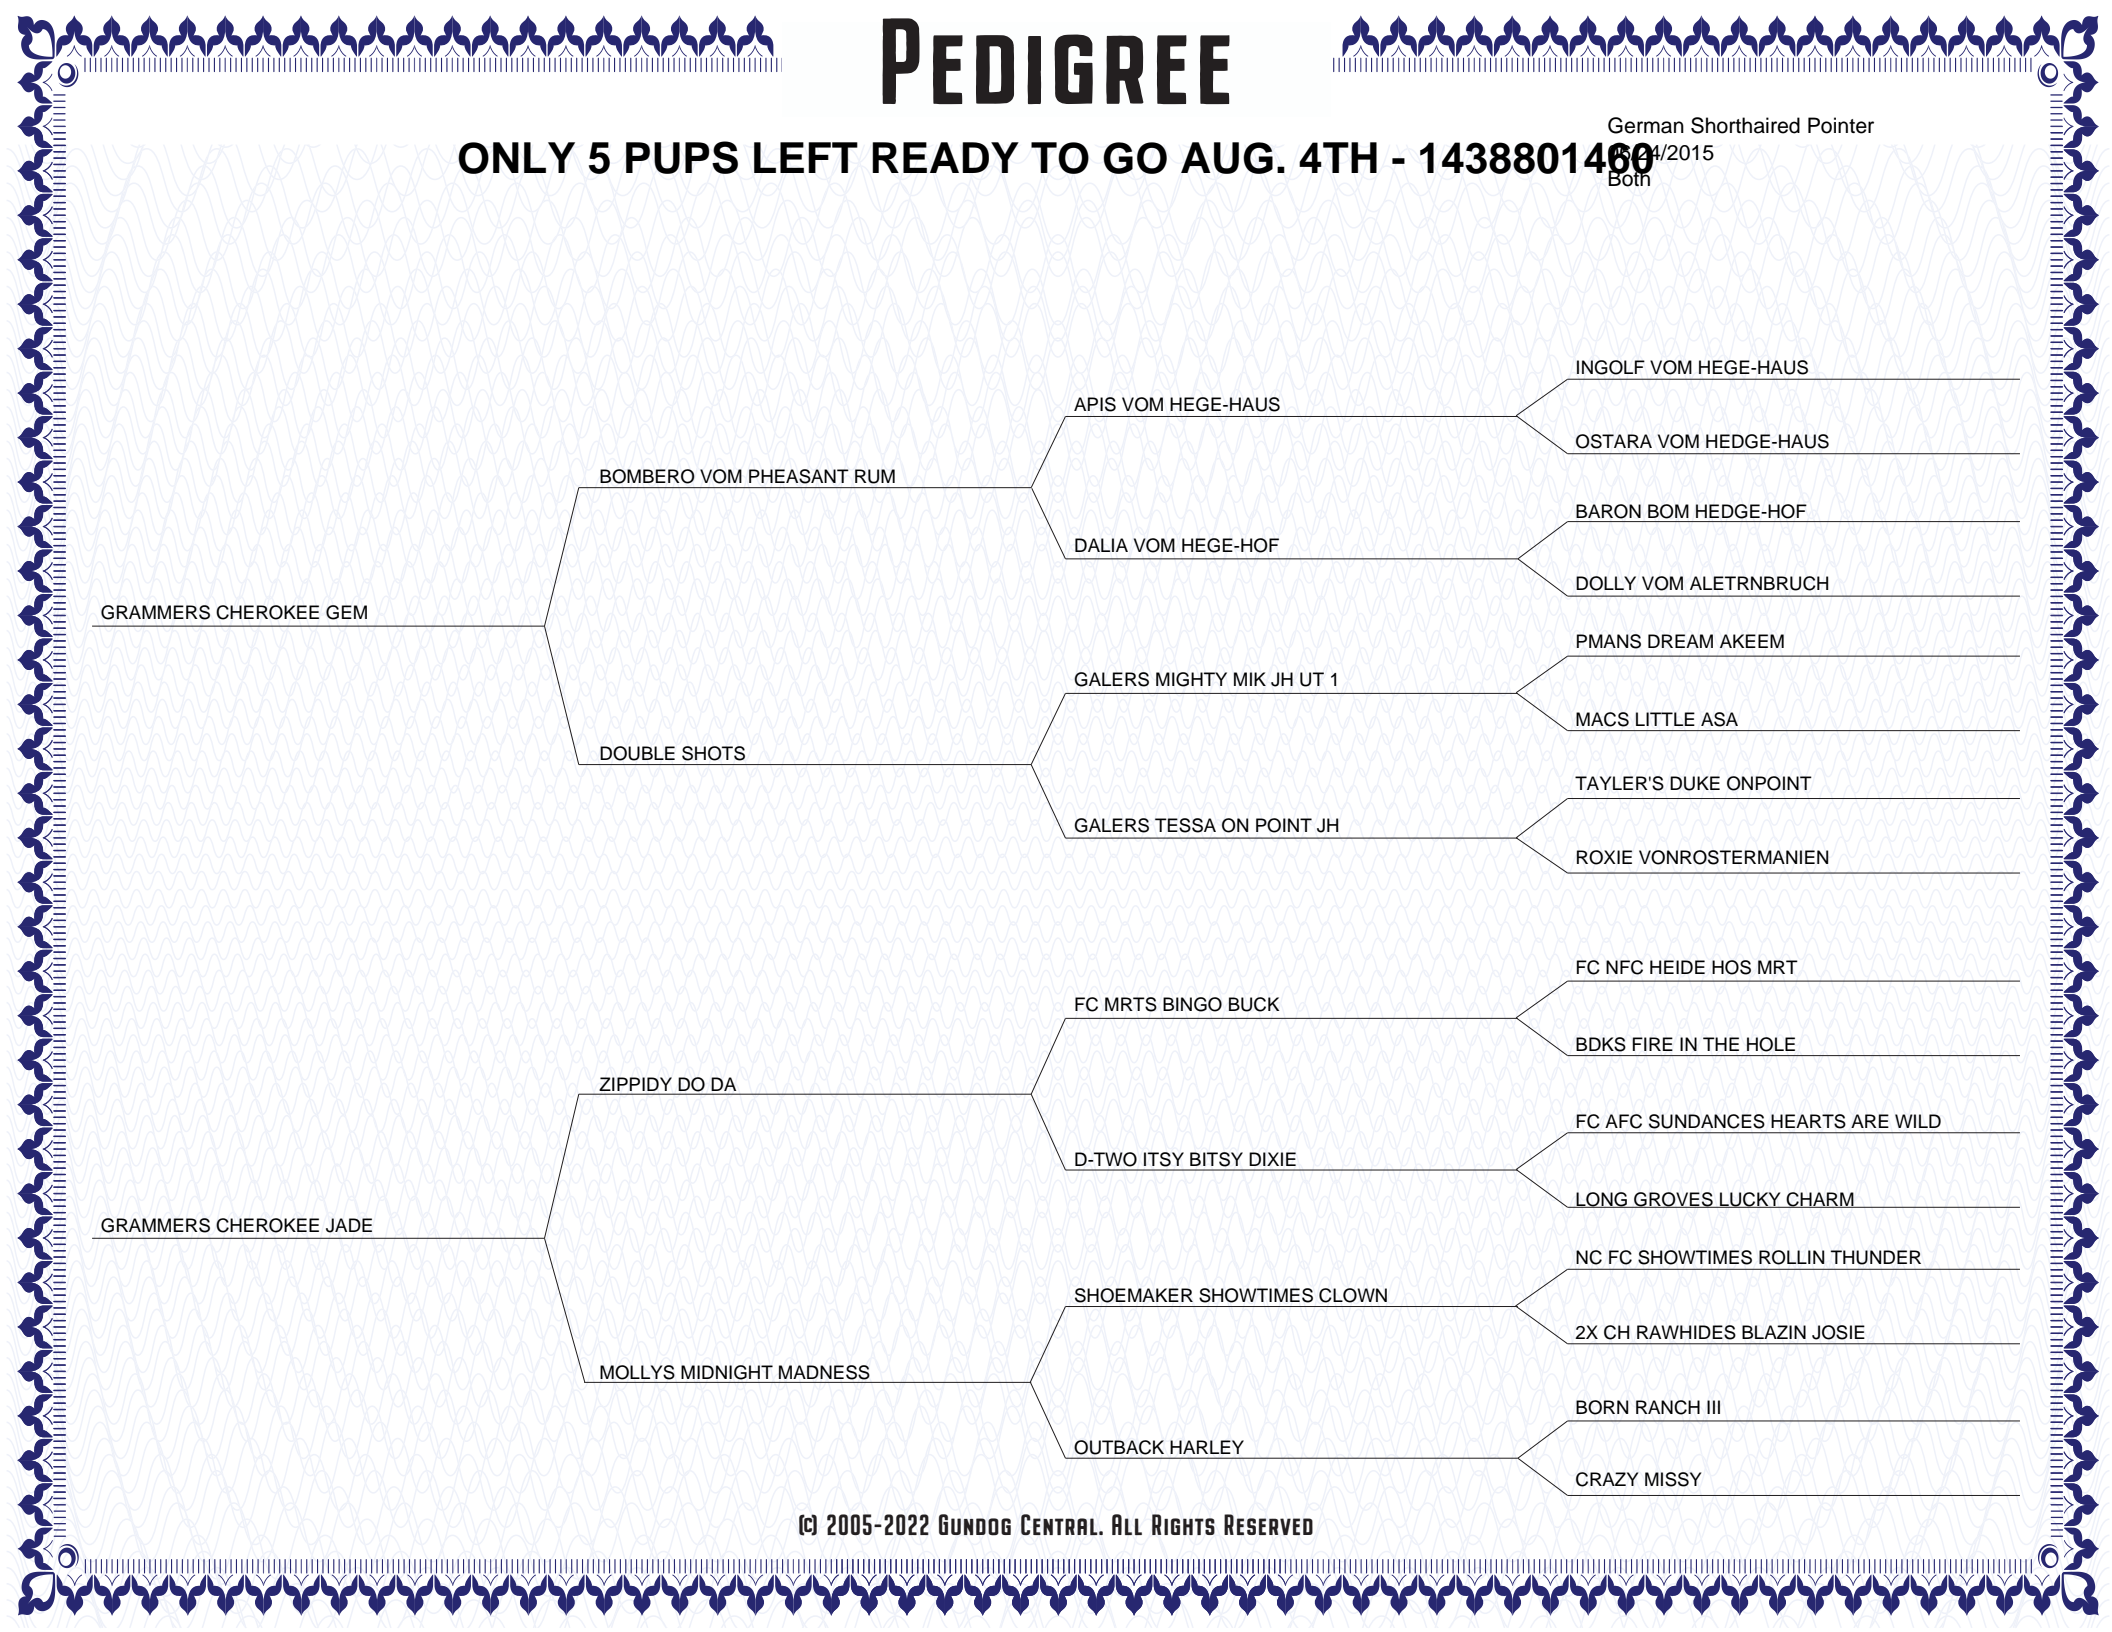 PEDIGREE
German Shorthaired Pointer
ONLY 5 PUPS LEFT READY TO GO AUG. 4TH - 1438801460
/24/2015
Both
INGOLF VOM HEGE-HAUS
APIS VOM HEGE-HAUS
OSTARA VOM HEDGE-HAUS
BOMBERO VOM PHEASANT RUM
BARON BOM HEDGE-HOF
DALIA VOM HEGE-HOF
DOLLY VOM ALETRNBRUCH
GRAMMERS CHEROKEE GEM
PMANS DREAM AKEEM
GALERS MIGHTY MIK JH UT 1
MACS LITTLE ASA
DOUBLE SHOTS
TAYLER'S DUKE ONPOINT
GALERS TESSA ON POINT JH
ROXIE VONROSTERMANIEN
FC NFC HEIDE HOS MRT
FC MRTS BINGO BUCK
BDKS FIRE IN THE HOLE
ZIPPIDY DO DA
FC AFC SUNDANCES HEARTS ARE WILD
D-TWO ITSY BITSY DIXIE
LONG GROVES LUCKY CHARM
GRAMMERS CHEROKEE JADE
NC FC SHOWTIMES ROLLIN THUNDER
SHOEMAKER SHOWTIMES CLOWN
2X CH RAWHIDES BLAZIN JOSIE
MOLLYS MIDNIGHT MADNESS
BORN RANCH III
OUTBACK HARLEY
CRAZY MISSY
(C) 2005-2022 GUNDOG CENTRAL. ALL RIGHTS RESERVED